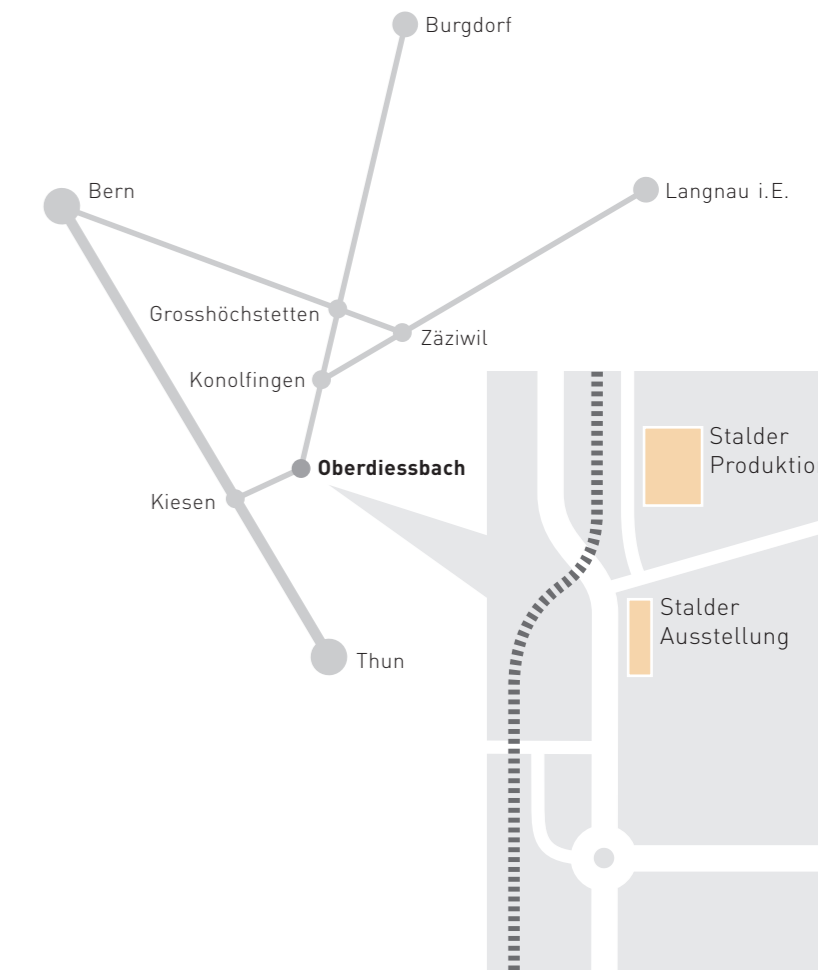 Burgdorf
Bern
Langnau i.E.
Grosshöchstetten
Zäziwil
Konolfingen
Oberdiessbach
Kiesen
Thun
Stalder
Produktio
Stalder
Ausstellung